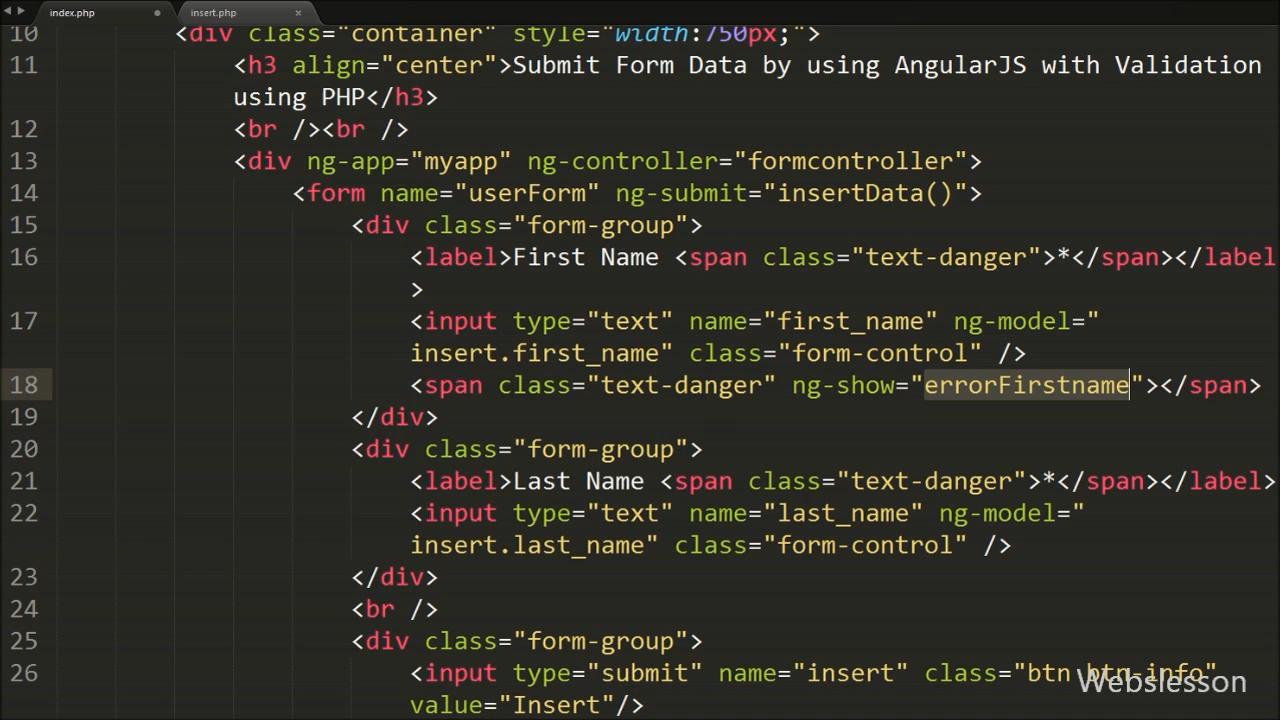 index.php insert.php
10 <div class="container" style="width:750px;">
11 <h3 align="center">Submit Form Data by using AngularJS with Validation
using PHP</h3>
12 <br /><br />
13 <div ng-app="myapp" ng-controller="formcontroller">
14 <form name="userForm" ng-submit="insertData()">
15 <div class="form-group">
16 <label>First Name <span class="text-danger">*</span></label
>
17 <input type="text" name="first_name" ng-model="
insert.first_name" class="form-control" />
18 <span class="text-danger" ng-show="errorFirstname"></span>
19 </div>
20 <div class="form-group">
21 <label>Last Name <span class="text-danger">*</span></label>
22 <input type="text" name="last_name" ng-model="
insert.last_name" class="form-control" />
23 </div>
24 <br />
25 <div class="form-group">
26 <input type="submit" name="insert" class="btn btn-info"
Webslesson
value="Insert"/>